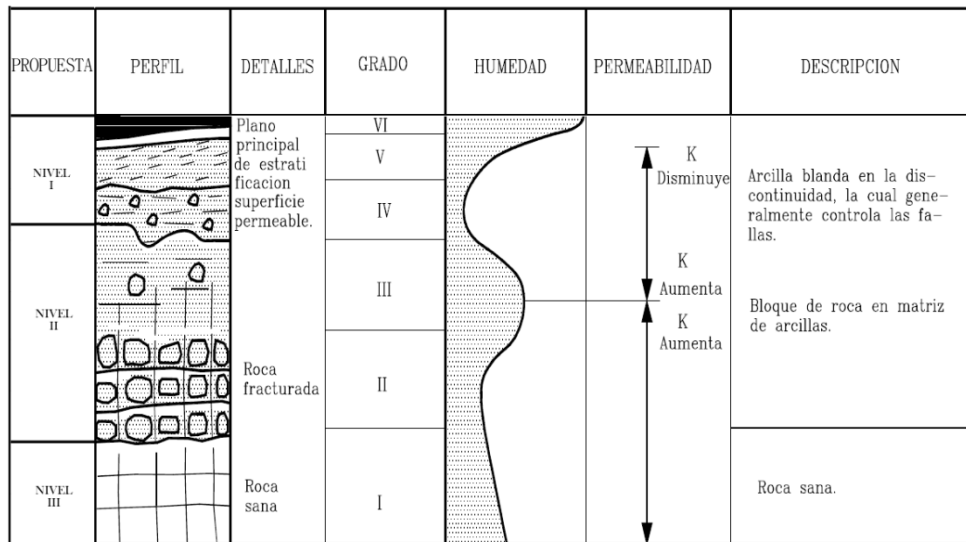 PROPUESTA
PERFIL
DETALLES
GRADO
HUMEDAD
PERMEABILIDAD
DESCRIPCION
NIVEL
I
Plano
principal
de estrati
ficacion
superficie
permeable.
VI
V
IV
K
Disminuye
Arcilla blanda en la dis-
continuidad, la cual gene-
ralmente controla las fa-
llas.
NIVEL
II
III
K
Aumenta
K
Aumenta
Bloque de roca en matriz
de arcillas.
Roca
fracturada
II
NIVEL
III
Roca
sana
I
Roca sana.